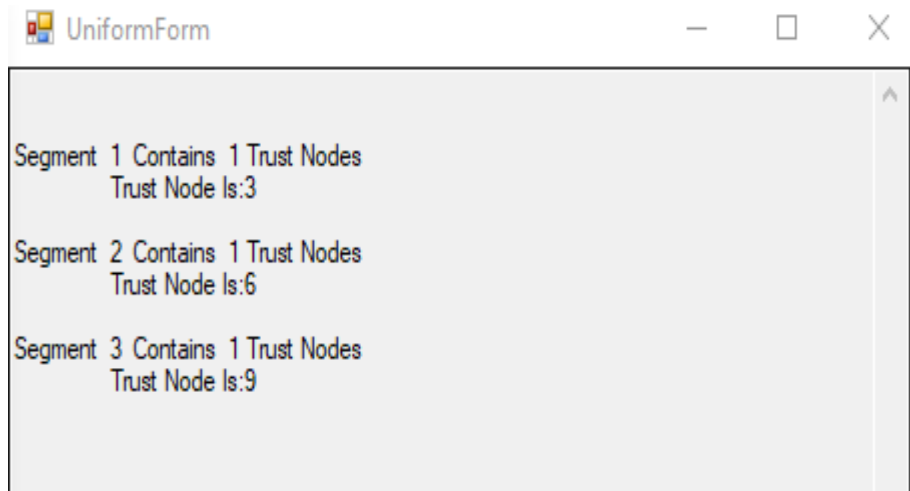 UniformForm
Segment 1 Contains 1 Trust Nodes
Trust Node Is:3
Segment 2 Contains 1 Trust Nodes
Trust Node Is:6
Segment 3 Contains 1 Trust Nodes
Trust Node Is:9